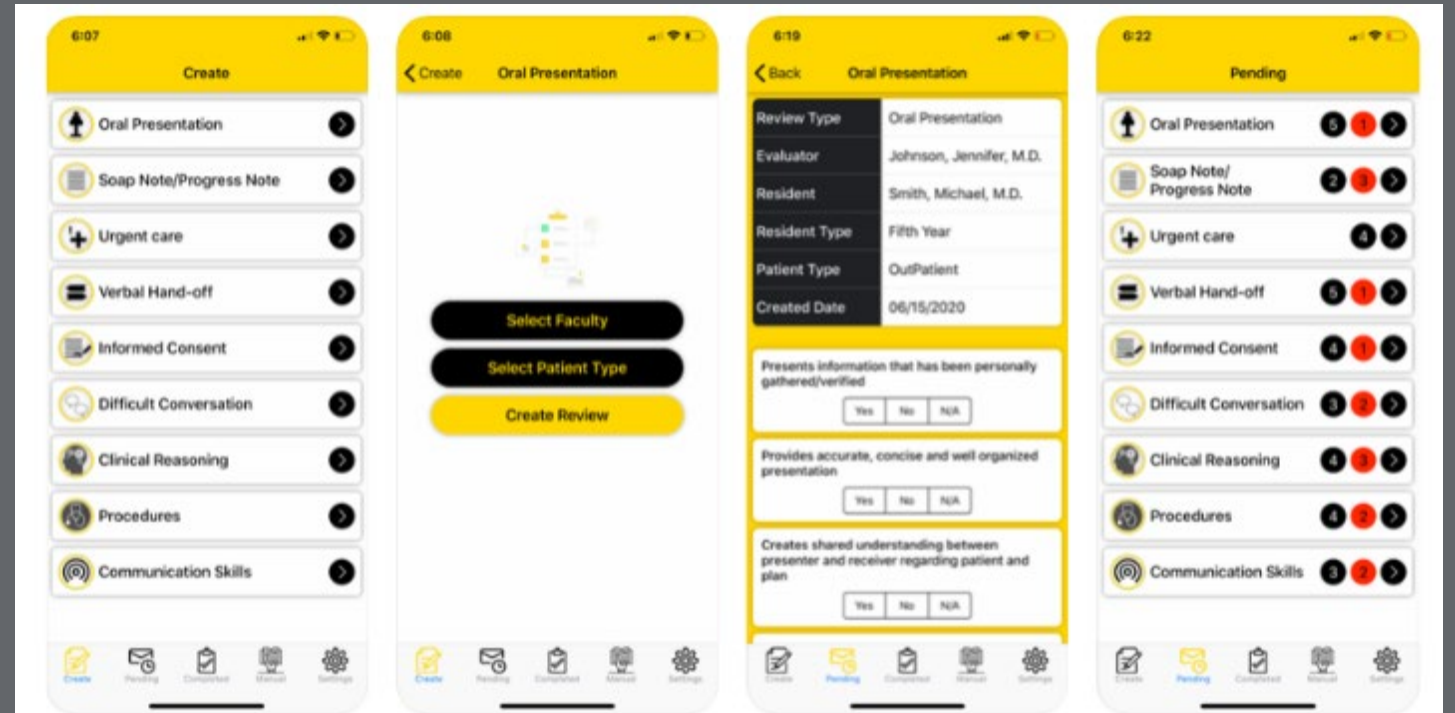 6:07
Create
Oral Presentation
Soap Note/Progress Note
Urgent care
Verbal Hand-off
Informed Consent
Difficult Conversation
Clinical Reasoning
Procedures
Communication Skills
Create Pending Completed Manual Settings
6:08
Create Oral Presentation
Select Faculty
Select Patient Type
Create Review
Create Pending Completed Manual Settings
6:19
Back Oral Presentation
Review Type Oral Presentation
Evaluator Johnson, Jennifer, M.D.
Resident Smith, Michael, M.D.
Resident Type Fifth Year
Patient Type OutPatient
Created Date 06/15/2020
Presents information that has been personally
gathered/verified
Yes No N/A
Provides accurate, concise and well organized
presentation
Yes No N/A
Creates shared understanding between
presenter and receiver regarding patient and
plan
Yes No N/A
Create Pending Completed Manual Settings
6:22
Pending
Oral Presentation 5 1
Soap Note/
Progress Note 2 3
Urgent care 4
Verbal Hand-off 5 1
Informed Consent 4 1
Difficult Conversation 3 2
Clinical Reasoning 4 3
Procedures 4 2
Communication Skills 3 2
Create Pending Completed Manual Settings